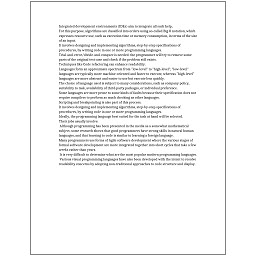 Integrated development environments (IDEs) aim to integrate all such help.
For this purpose algorithms are classified into orders using so-called Big O notation, which
expresses resource use, such as execution time or memory consumption, in terms of the size
of an input.
It involves designing and implementing algorithms, step-by-step specifications of
procedures, by writing code in one or more programming languages.
Trial-and-error/divide-and-conquer is needed: the programmer will try to remove some
parts of the original test case and check if the problem still exists.
Techniques like Code refactoring can enhance readability.
Languages form an approximate spectrum from "low-level" to "high-level"; "low-level"
languages are typically more machine-oriented and faster to execute, whereas "high-level"
languages are more abstract and easier to use but execute less quickly.
The choice of language used is subject to many considerations, such as company policy,
suitability to task, availability of third-party packages, or individual preference.
Some languages are more prone to some kinds of faults because their specification does not
require compilers to perform as much checking as other languages.
Scripting and breakpointing is also part of this process.
It involves designing and implementing algorithms, step-by-step specifications of
procedures, by writing code in one or more programming languages.
Ideally, the programming language best suited for the task at hand will be selected.
Their jobs usually involve:
Although programming has been presented in the media as a somewhat mathematical
subject, some research shows that good programmers have strong skills in natural human
languages, and that learning to code is similar to learning a foreign language.
Many programmers use forms of Agile software development where the various stages of
formal software development are more integrated together into short cycles that take a few
weeks rather than years.
It is very difficult to determine what are the most popular modern programming languages.
Various visual programming languages have also been developed with the intent to resolve
readability concerns by adopting non-traditional approaches to code structure and display.